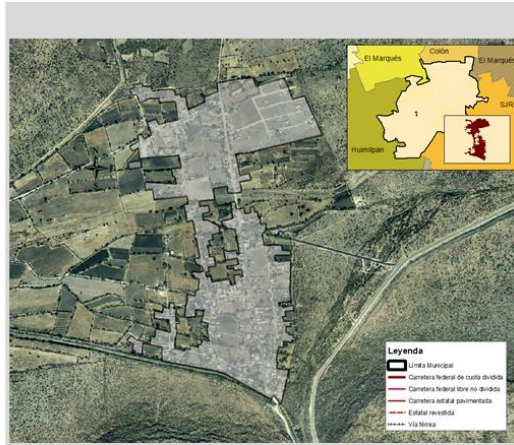 Colón
El Marqués
El Marqués
SJR
1
Huimilpan
Leyenda
Límite Municipal
Carretera federal de cuota dividida
Carretera federal libre no dividida
Carretera estatal pavimentada
Estatal revestida
Vía férrea